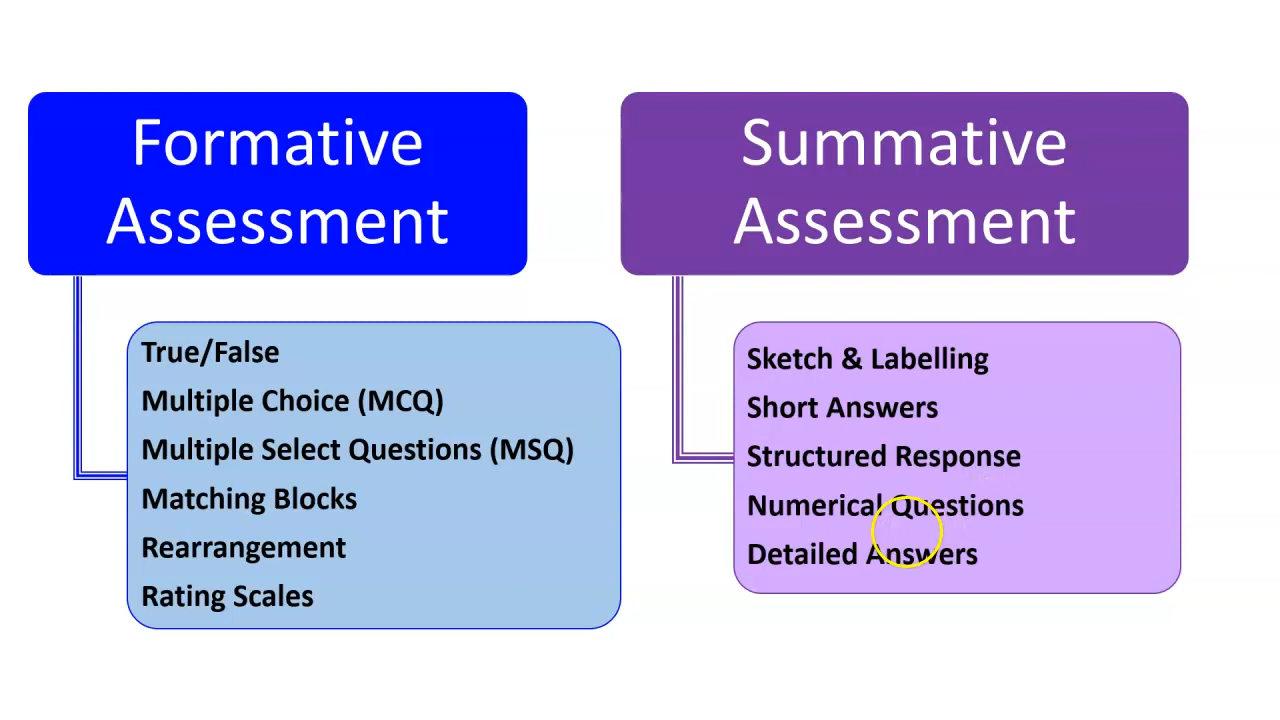 Formative
Assessment
True/False
Multiple Choice (MCQ)
Multiple Select Questions (MSQ)
Matching Blocks
Rearrangement
Rating Scales
Summative
Assessment
Sketch & Labelling
Short Answers
Structured Response
Numerical Questions
Detailed Answers